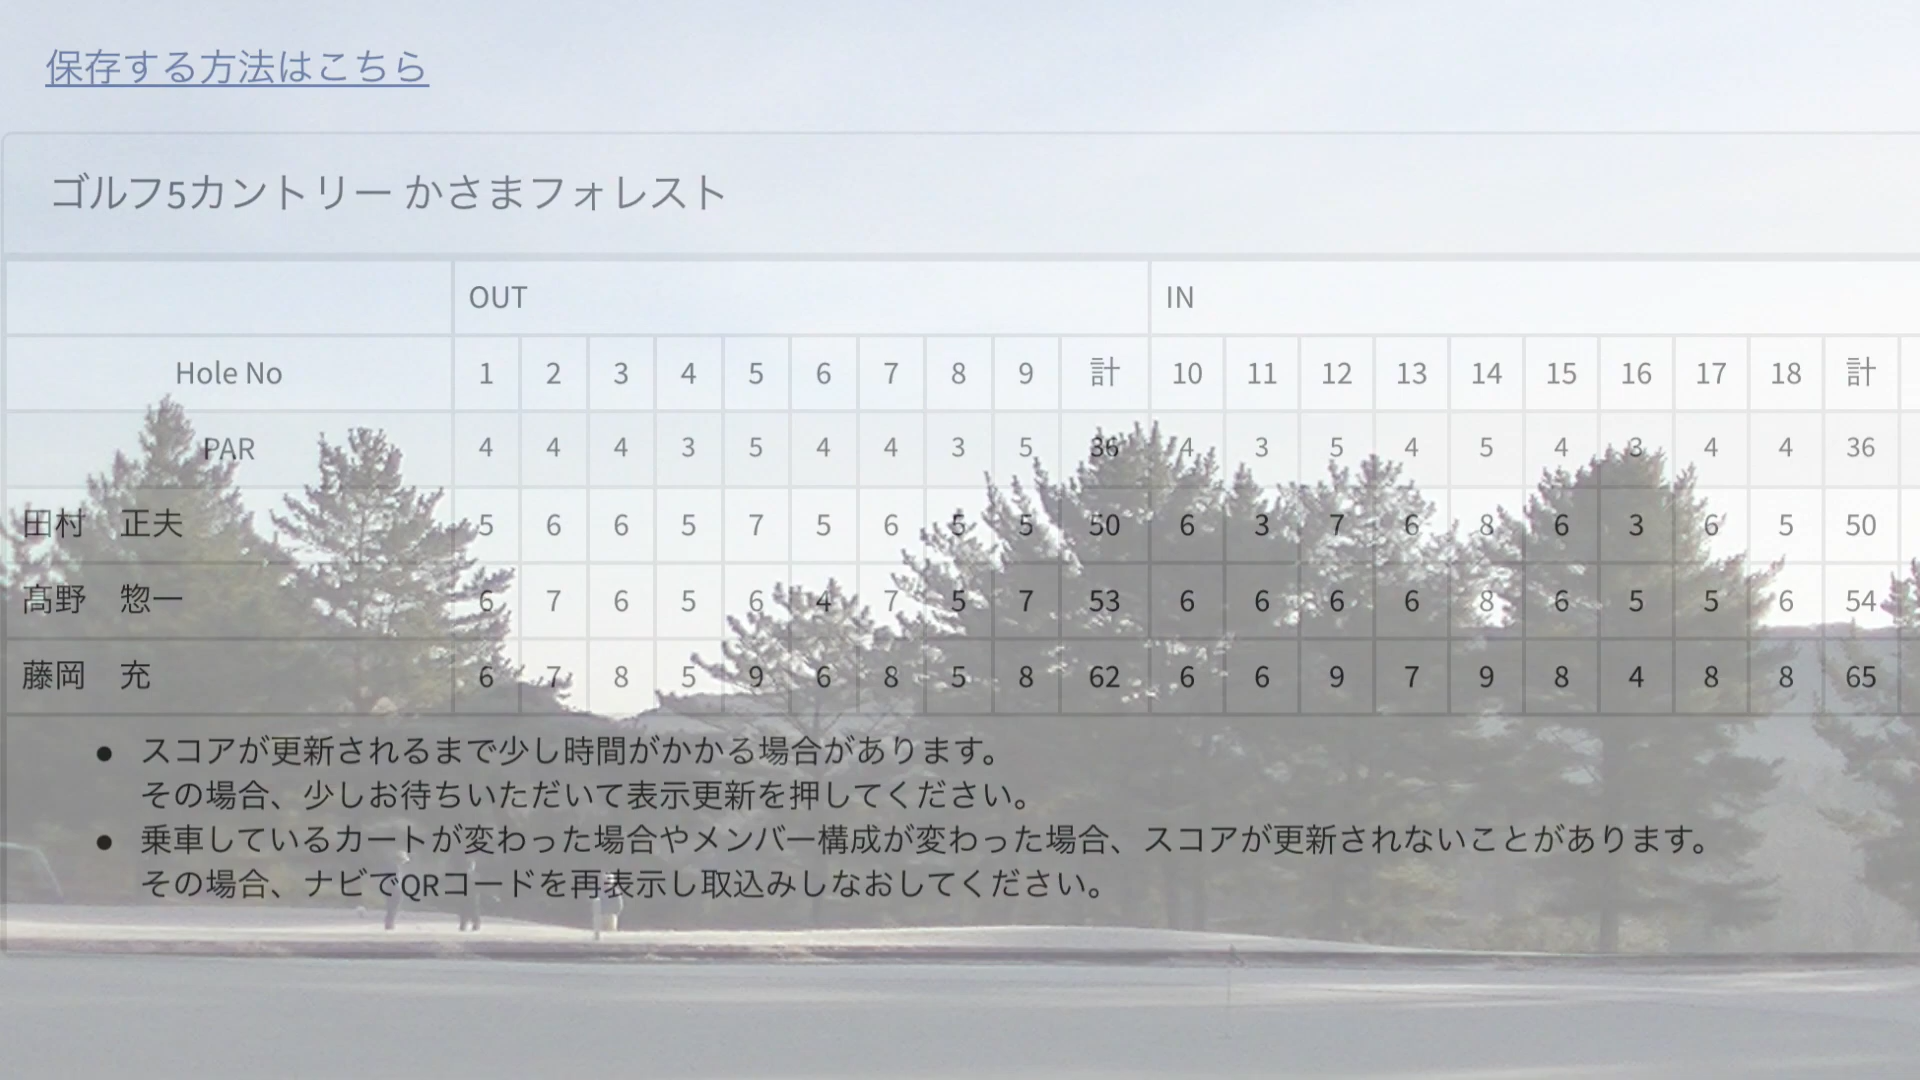 保存する方法はこちら
ゴルフ5カントリー かさまフォレスト
OUT IN
Hole No 1 2 3 4 5 6 7 8 9 計 10 11 12 13 14 15 16 17 18 計
PAR 4 4 4 3 5 4 4 3 5 36 4 3 5 4 5 4 3 4 4 36
田村 正夫 5 6 6 5 7 5 6 5 5 50 6 3 7 6 8 6 3 6 5 50
髙野 惣一 6 7 6 5 6 4 7 5 7 53 6 6 6 6 8 6 5 5 6 54
藤岡 充 6 7 8 5 9 6 8 5 8 62 6 6 9 7 9 8 4 8 8 65
● スコアが更新されるまで少し時間がかかる場合があります。
その場合、少しお待ちいただいて表示更新を押してください。
● 乗車しているカートが変わった場合やメンバー構成が変わった場合、スコアが更新されないことがあります。
その場合、ナビでQRコードを再表示し取込みしなおしてください。